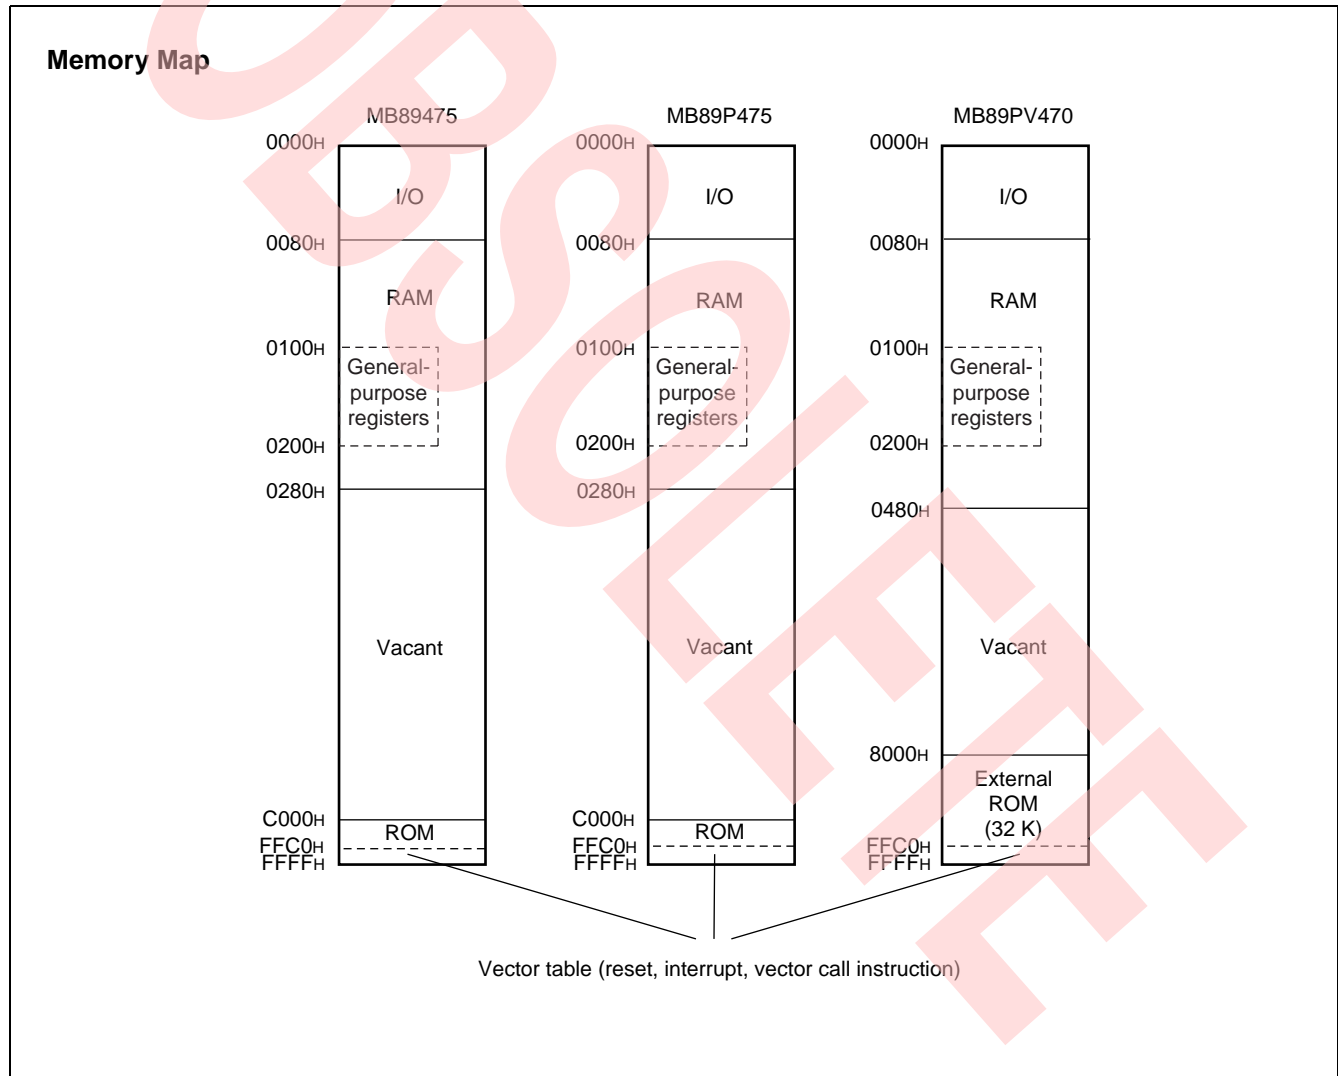 Memory Map
MB89475
0000H
I/O
0080H
RAM
0100H
General-
purpose
registers
0200H
0280H
Vacant
C000H
ROM
FFC0H
FFFFH
MB89P475
0000H
I/O
0080H
RAM
0100H
General-
purpose
registers
0200H
0280H
Vacant
C000H
ROM
FFC0H
FFFFH
MB89PV470
0000H
I/O
0080H
RAM
0100H
General-
purpose
registers
0200H
0480H
Vacant
8000H
External
ROM
(32 K)
FFC0H
FFFFH
Vector table (reset, interrupt, vector call instruction)
OBSOLETE